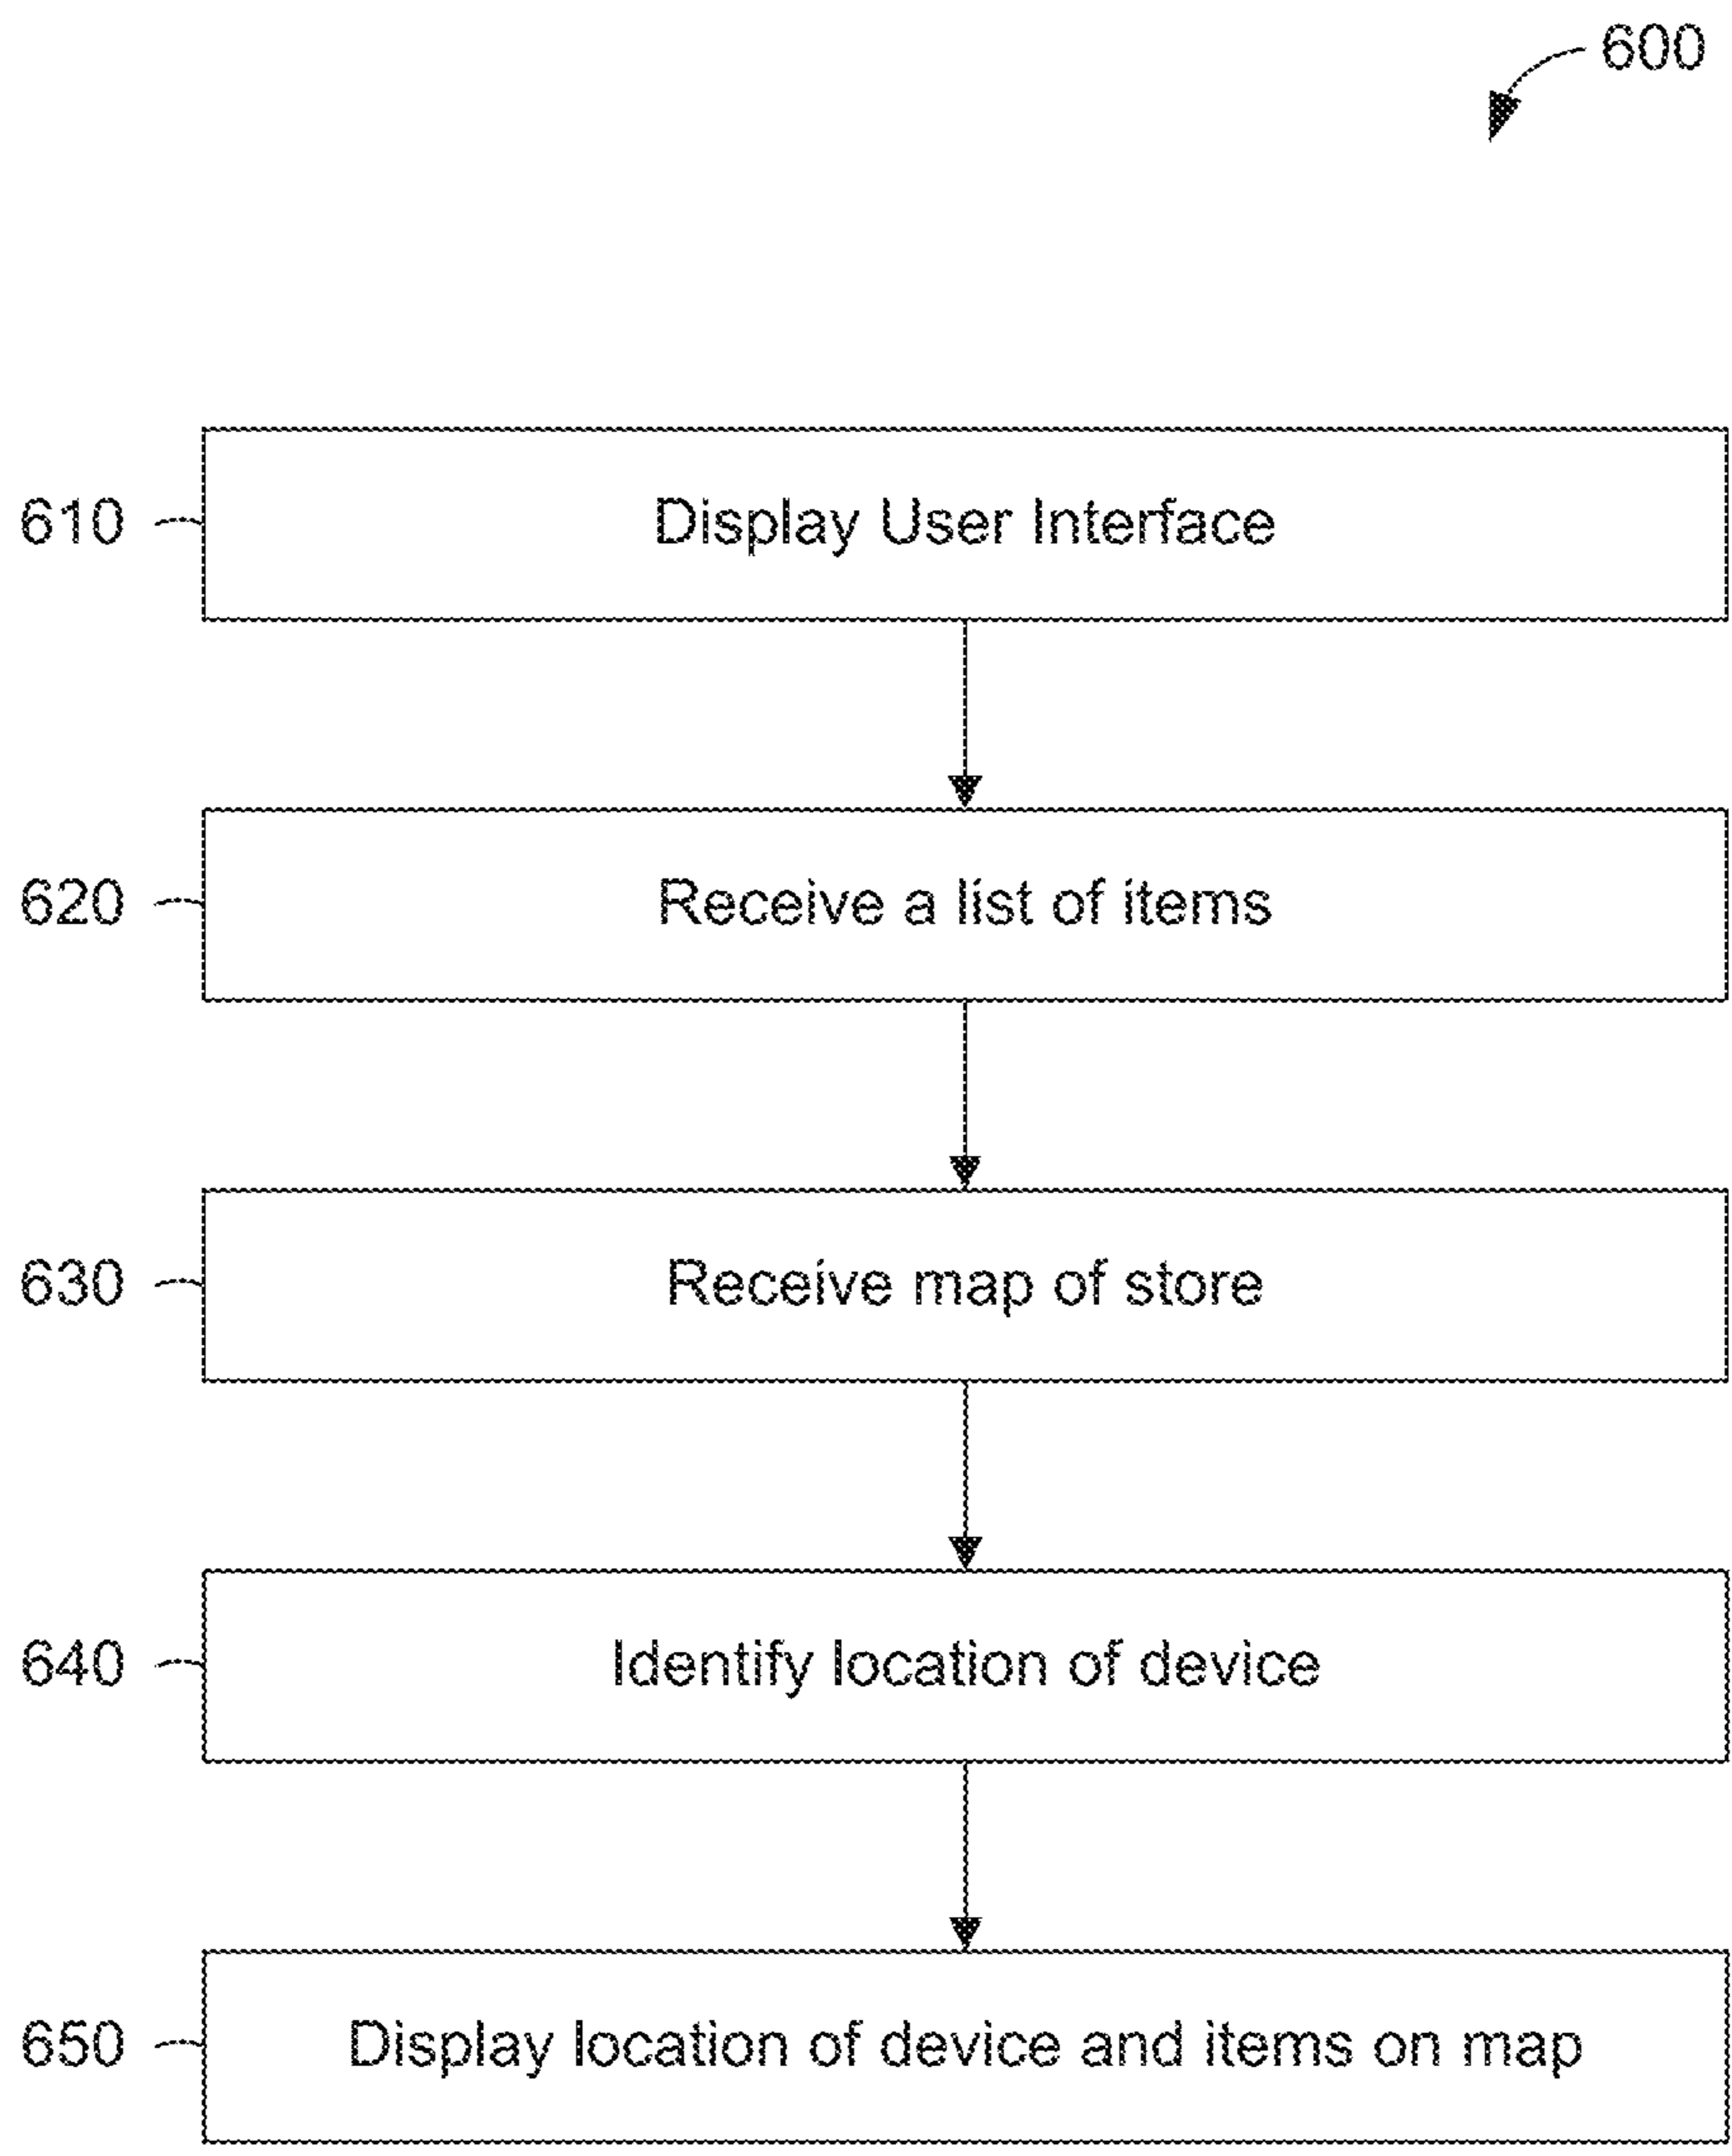 600
610 Display User Interface
620 Receive a list of items
630 Receive map of store
640 Identify location of device
650 Display location of device and items on map